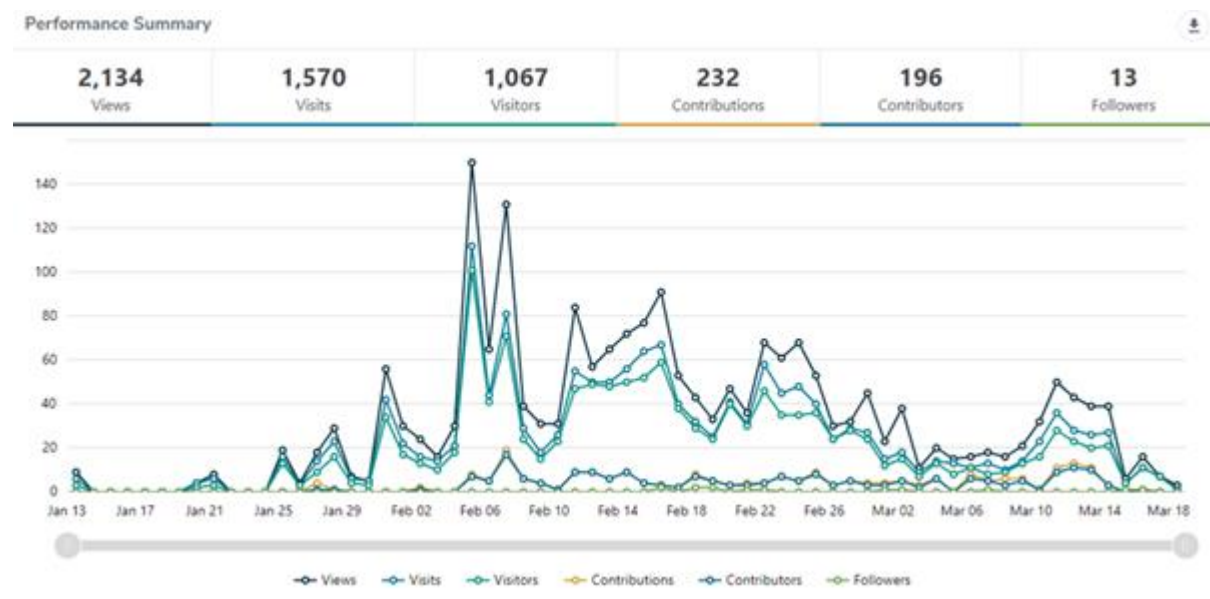 Performance Summary
2,134 1,570 1,067 232 196 13
Views Visits Visitors Contributions Contributors Followers
140
120
100
80
60
40
20
0
Jan 13 Jan 17 Jan 21 Jan 25 Jan 29 Feb 02 Feb 06 Feb 10 Feb 14 Feb 18 Feb 22 Feb 26 Mar 02 Mar 06 Mar 10 Mar 14 Mar 18
Views Visits Visitors Contributions Contributors Followers